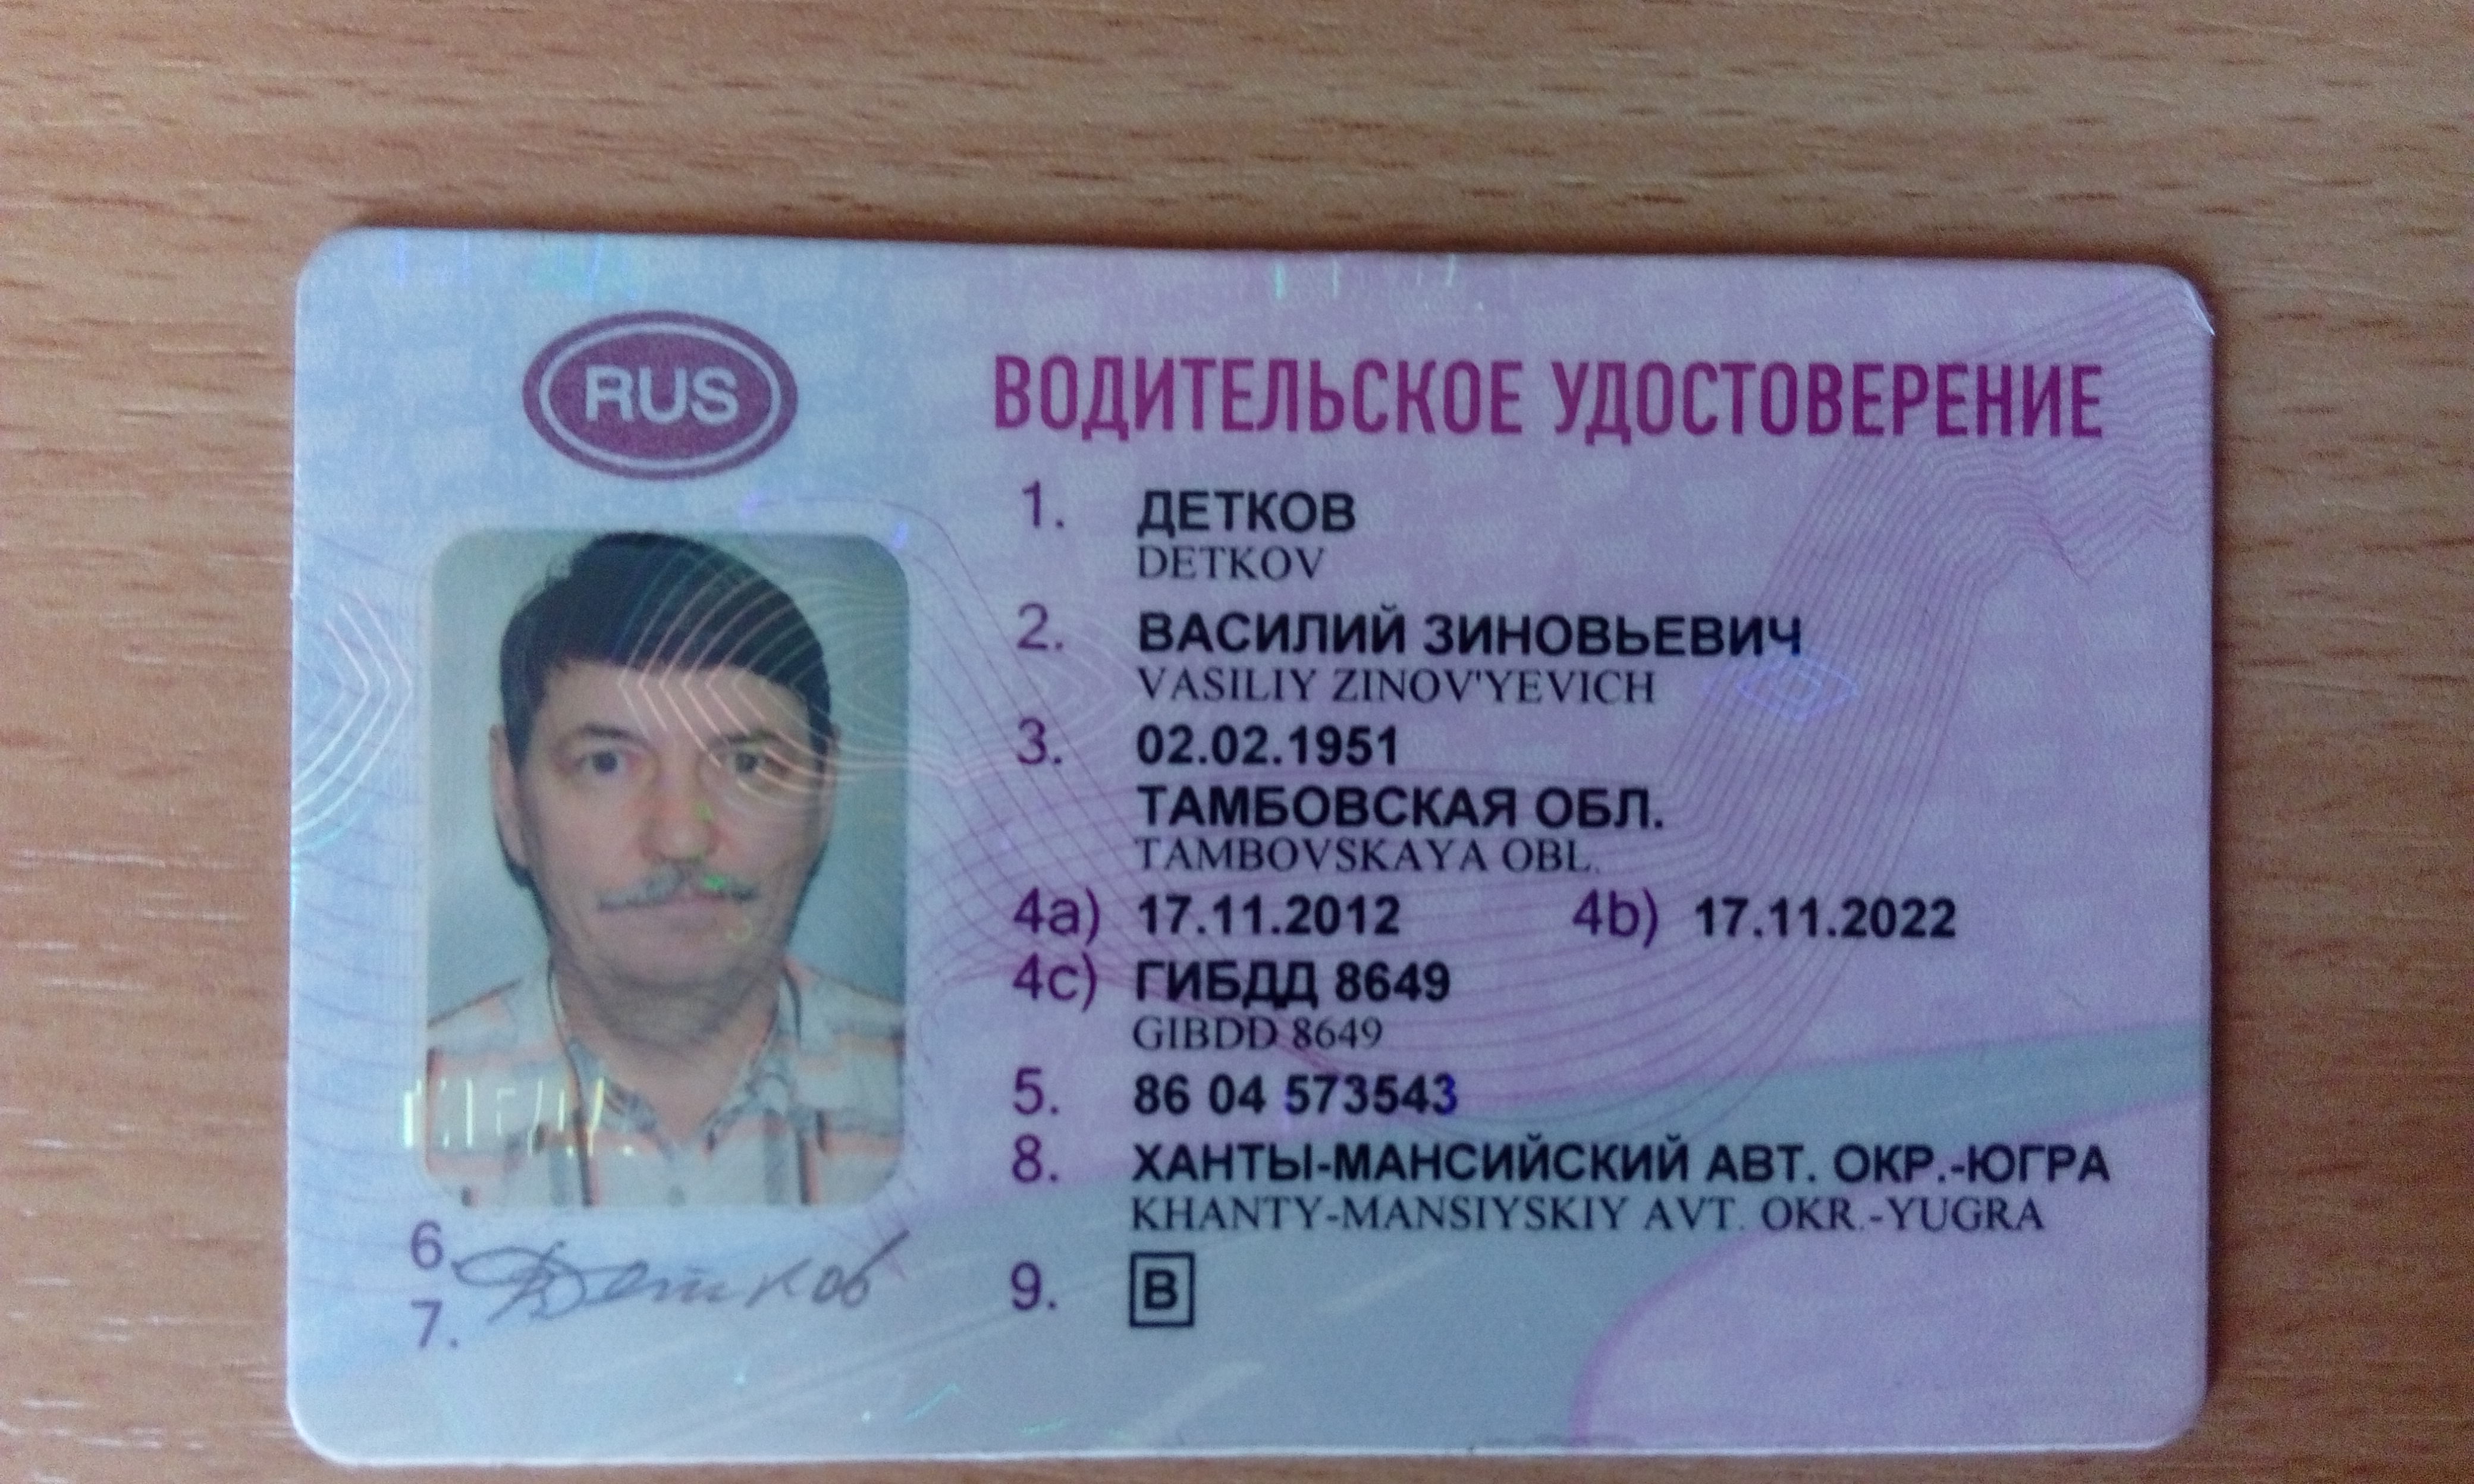 RUS
ВОДИТЕЛЬСКОЕ УДОСТОВЕРЕНИЕ
1. ДЕТКОВ
DETKOV
2. ВАСИЛИЙ ЗИНОВЬЕВИЧ
VASILIY ZINOV'YEVICH
3. 02.02.1951
ТАМБОВСКАЯ ОБЛ.
TAMBOVSKAYA OBL.
4a) 17.11.2012 4b) 17.11.2022
4c) ГИБДД 8649
GIBDD 8649
5. 86 04 573543
8. ХАНТЫ-МАНСИЙСКИЙ АВТ. ОКР.-ЮГРА
KHANTY-MANSIYSKIY AVT. OKR.-YUGRA
9. B
6.
7. Детков